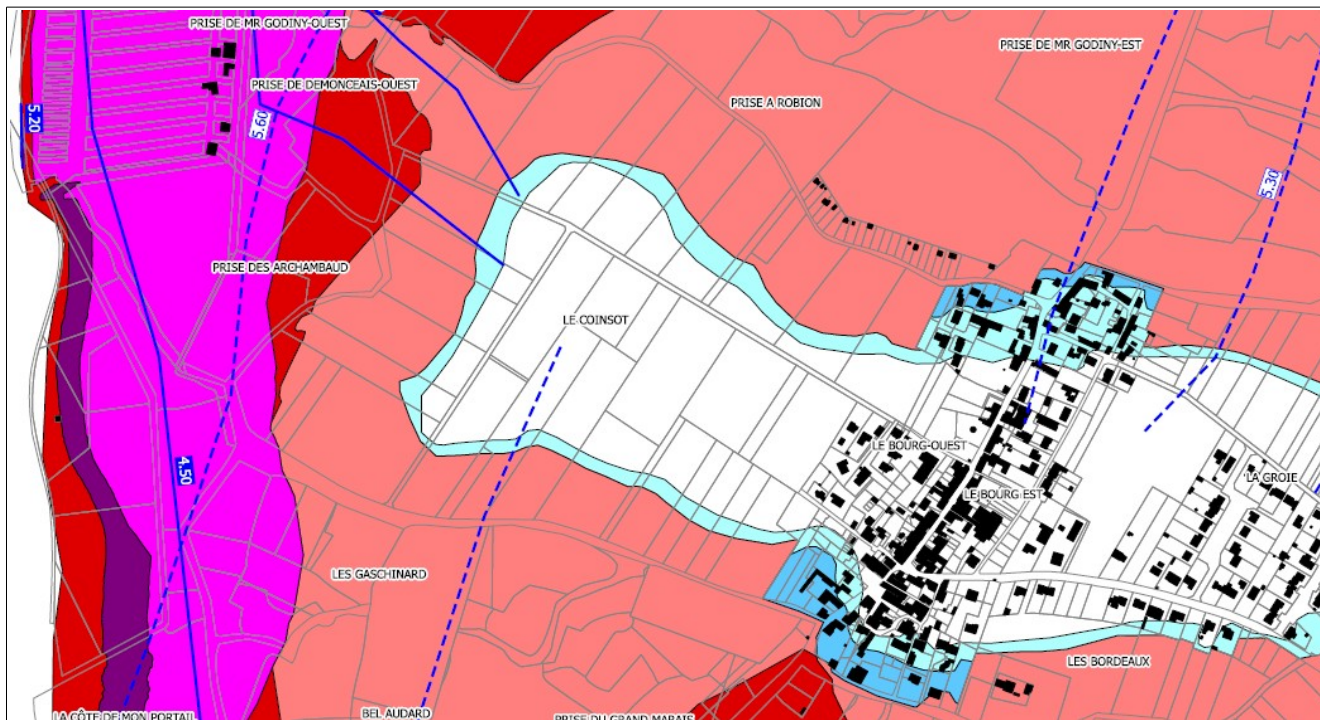 PRISE DE MR GODINY-OUEST
PRISE DE MR GODINY-EST
PRISE DE DEMONCEAIS-OUEST
PRISE A ROBION
5.20
5.60
5.30
PRISE DES ARCHAMBAUD
LE COINSOT
LE BOURG-OUEST
4.50
LA GROIE
LE BOURG EST
LES GASCHINARD
LES BORDEAUX
LA CÔTE DE MON PORTAIL
BEL AUDARD
PRISE DU GRAND MARAIS